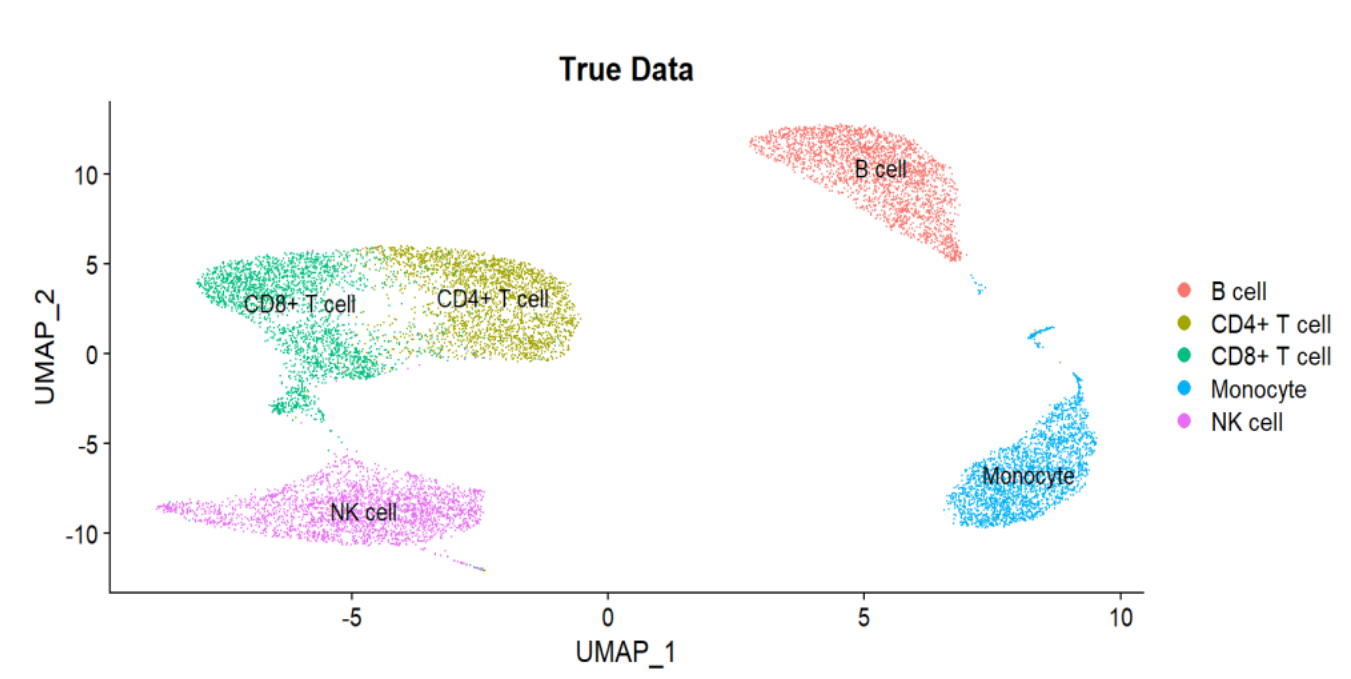 True Data
UMAP_2
10
5
0
-5
-10
B cell
CD8+ T cell
CD4+ T cell
Monocyte
NK cell
-5
0
5
10
UMAP_1
B cell
CD4+ T cell
CD8+ T cell
Monocyte
NK cell